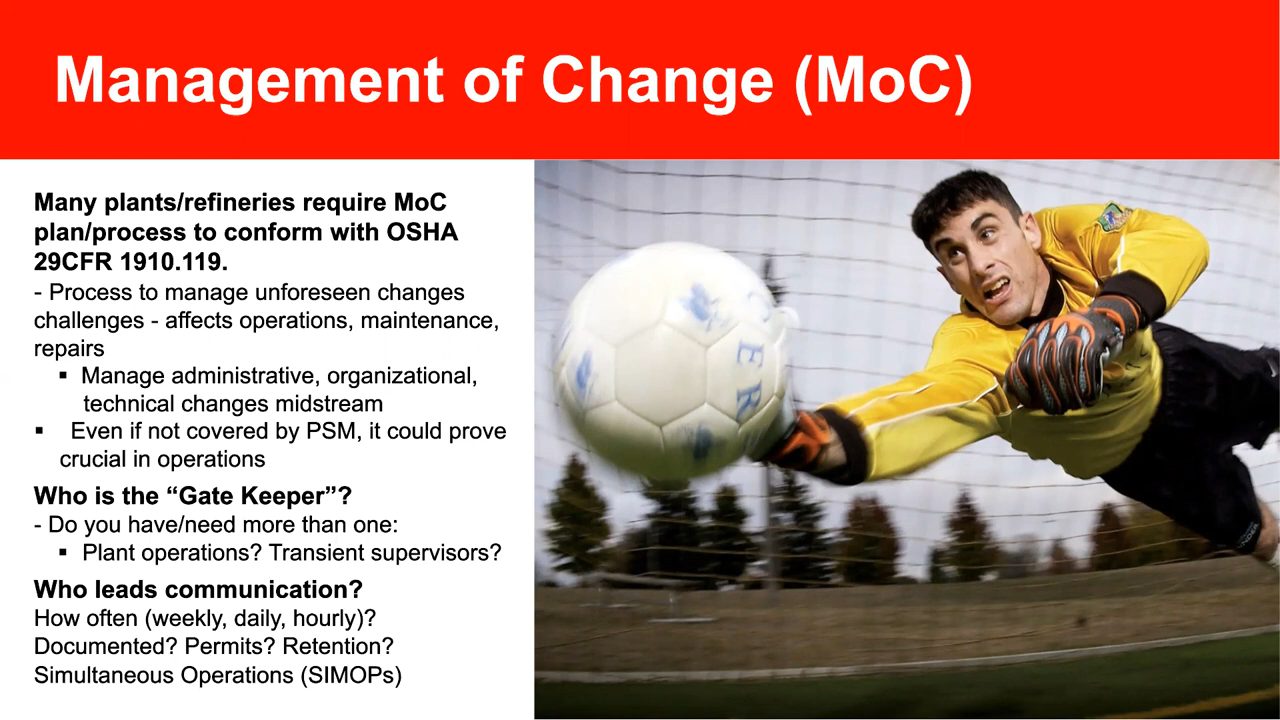 Management of Change (MoC)
Many plants/refineries require MoC
plan/process to conform with OSHA
29CFR 1910.119.
- Process to manage unforeseen changes
challenges - affects operations, maintenance,
repairs
▪ Manage administrative, organizational,
technical changes midstream
▪ Even if not covered by PSM, it could prove
crucial in operations
Who is the “Gate Keeper”?
- Do you have/need more than one:
▪ Plant operations? Transient supervisors?
Who leads communication?
How often (weekly, daily, hourly)?
Documented? Permits? Retention?
Simultaneous Operations (SIMOPs)